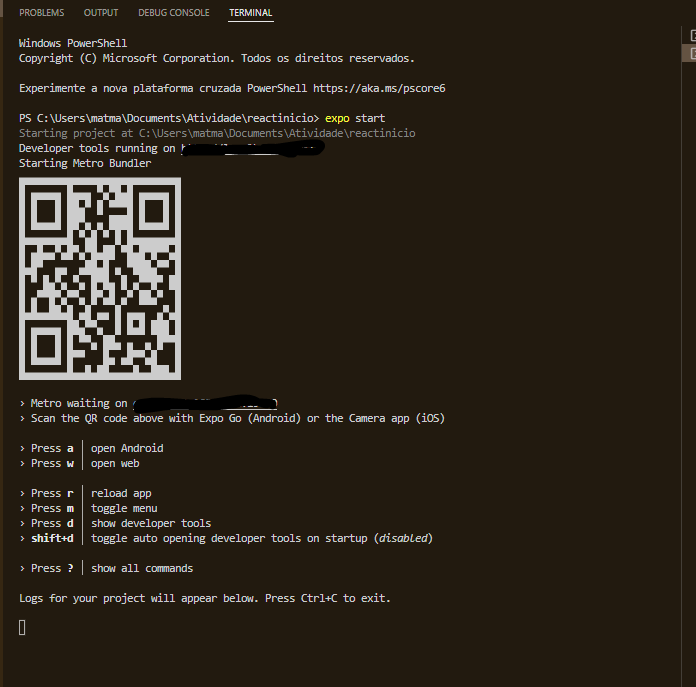 PROBLEMS OUTPUT DEBUG CONSOLE TERMINAL
Windows PowerShell
Copyright (C) Microsoft Corporation. Todos os direitos reservados.
Experimente a nova plataforma cruzada PowerShell https://aka.ms/pscore6
PS C:\Users\matma\Documents\Atividade\reactinicio> expo start
Starting project at C:\Users\matma\Documents\Atividade\reactinicio
Developer tools running on
Starting Metro Bundler
› Metro waiting on
› Scan the QR code above with Expo Go (Android) or the Camera app (iOS)
› Press a │ open Android
› Press w │ open web
› Press r │ reload app
› Press m │ toggle menu
› Press d │ show developer tools
› shift+d │ toggle auto opening developer tools on startup (disabled)
› Press ? │ show all commands
Logs for your project will appear below. Press Ctrl+C to exit.